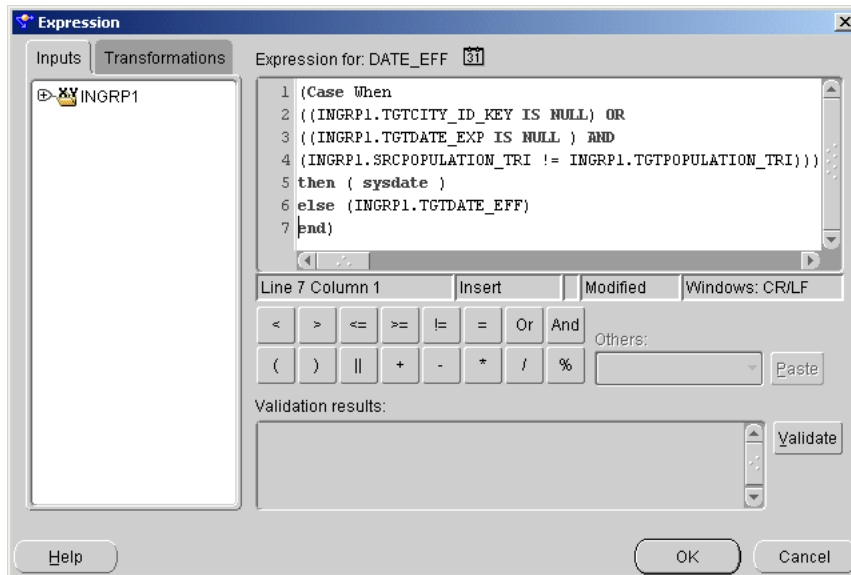 Expression
Inputs Transformations
Expression for: DATE_EFF 31
X-Y INGRP1
1 (Case When
2 ((INGRP1.TGTCITY_ID_KEY IS NULL) OR
3 ((INGRP1.TGTDATE_EXP IS NULL ) AND
4 (INGRP1.SRCPOPULATION_TRI != INGRP1.TGTPOPULATION_TRI)))
5 then ( sysdate )
6 else (INGRP1.TGTDATE_EFF)
7 end)
Line 7 Column 1 Insert Modified Windows: CR/LF
< > <= >= != = Or And
Others:
( ) || + - * / %
Paste
Validation results:
Validate
Help OK Cancel